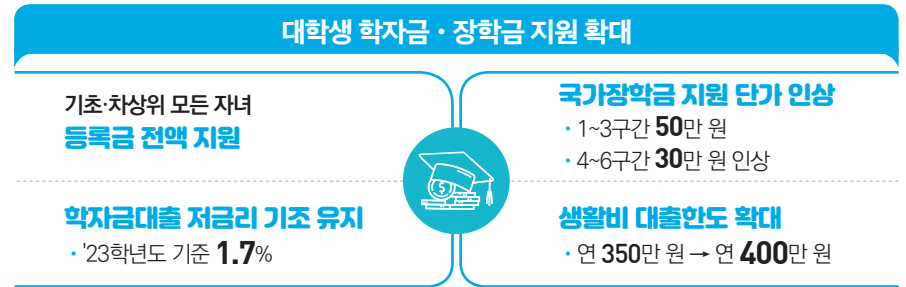 대학생 학자금·장학금 지원 확대
기초·차상위 모든 자녀
등록금 전액 지원
국가장학금 지원 단가 인상
· 1~3구간 50만 원
· 4~6구간 30만 원 인상
학자금대출 저금리 기조 유지
· '23학년도 기준 1.7%
생활비 대출한도 확대
· 연 350만 원 → 연 400만 원
$